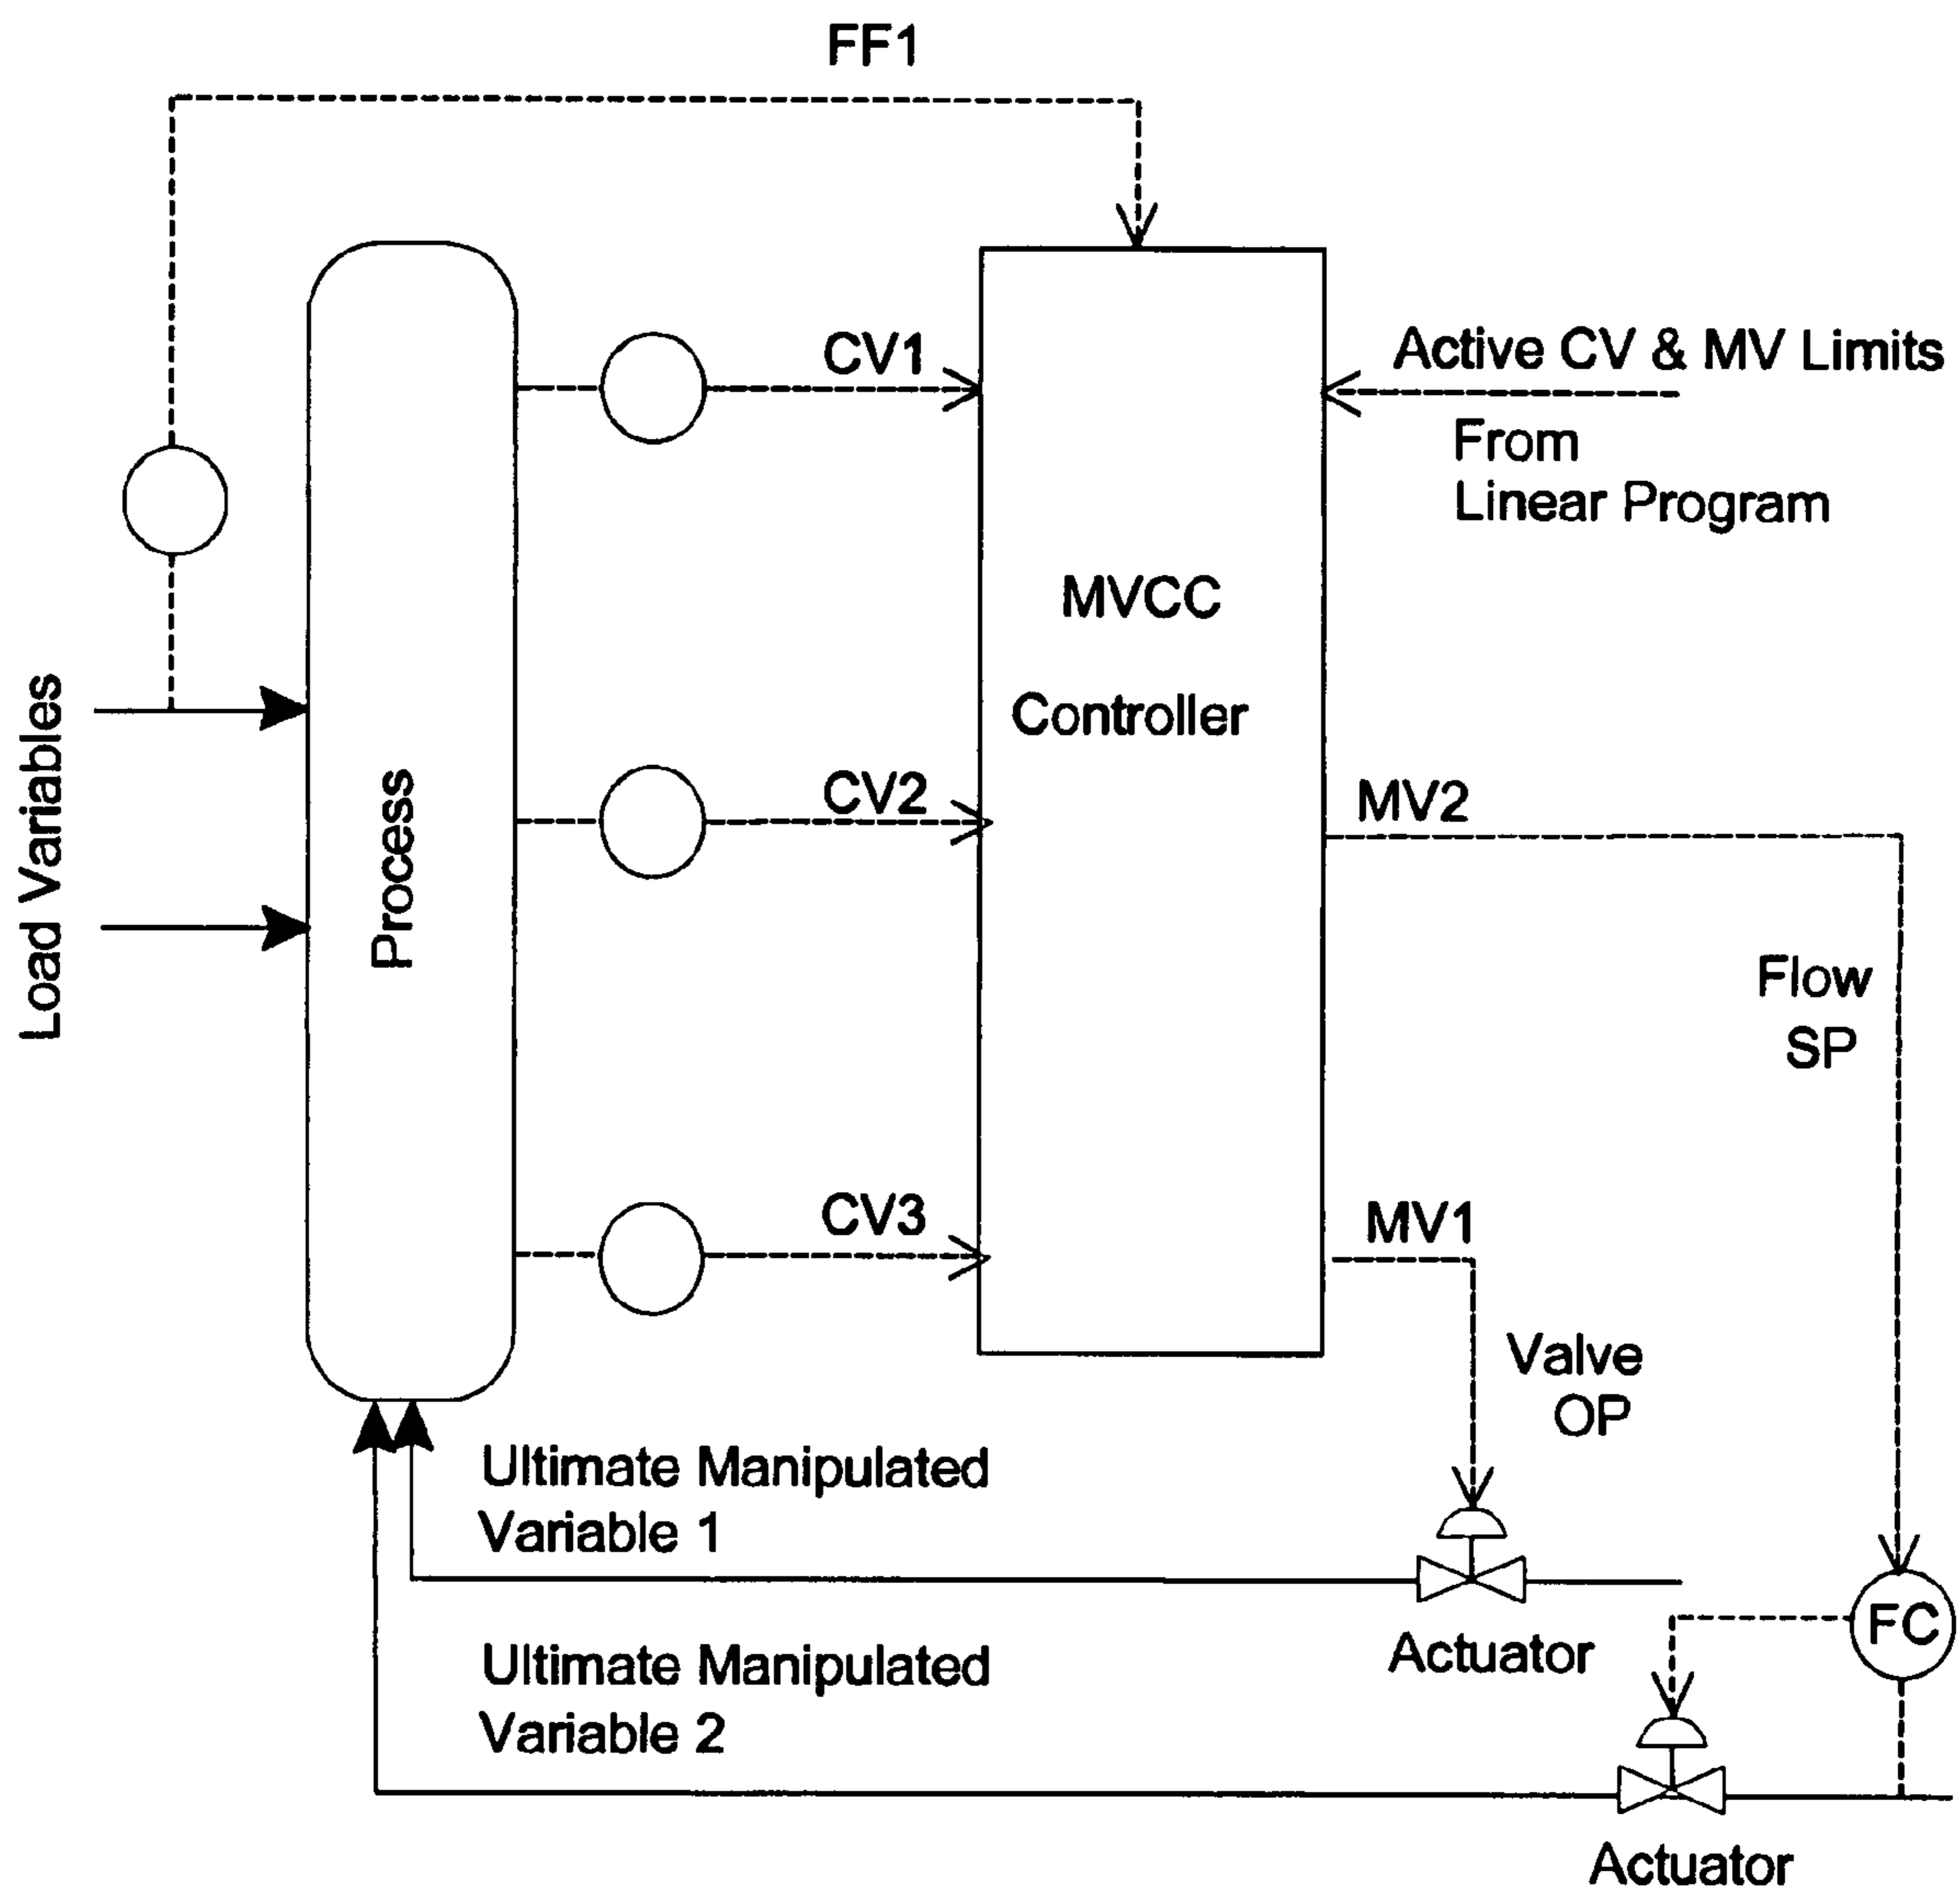 FF1
CV1
Active CV & MV Limits
From
Linear Program
MVCC
Controller
Load Variables
Process
CV2
MV2
Flow
SP
CV3
MV1
Valve
OP
Ultimate Manipulated
Variable 1
FC
Actuator
Ultimate Manipulated
Variable 2
Actuator